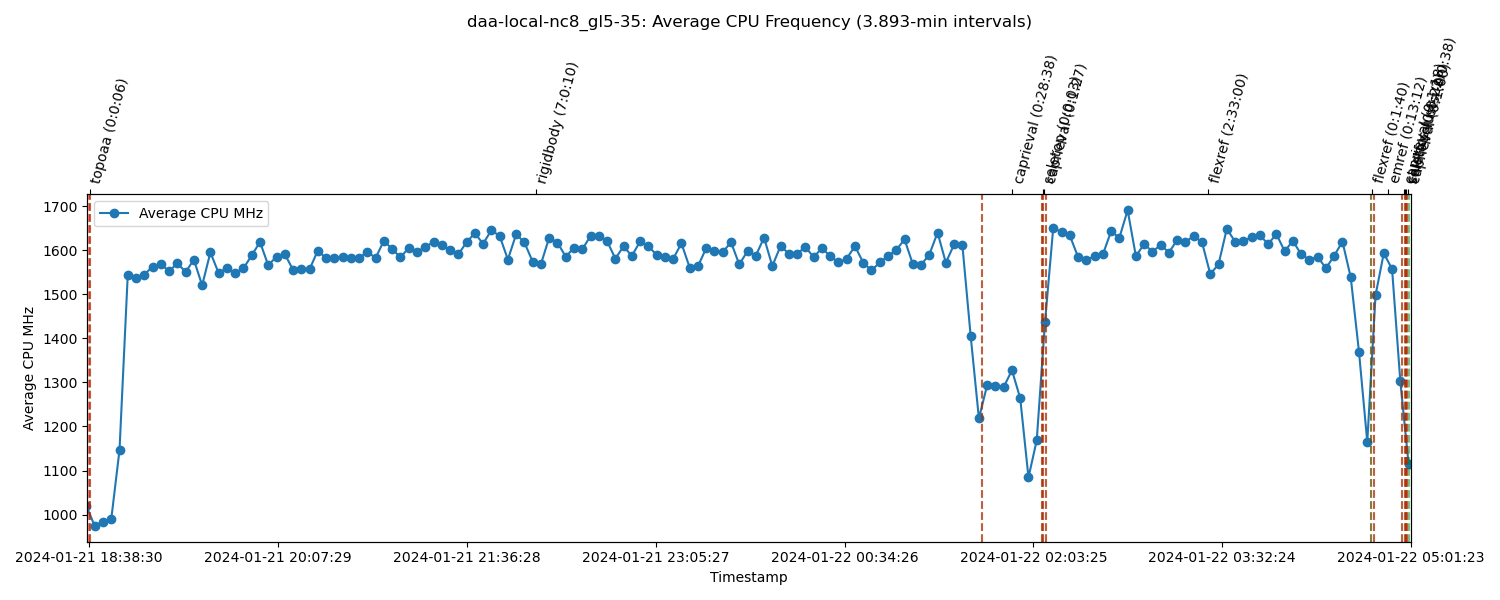 daa-local-nc8_gl5-35: Average CPU Frequency (3.893-min intervals)
topoaa (0:0:06)
rigidbody (7:0:10)
caprieval (0:28:38)
flexref (2:33:00)
flexref (0:1:40)
emref (0:13:12)
1700
1600
1500
1400
1300
1200
1100
1000
Average CPU MHz
Average CPU MHz
2024-01-21 18:38:30
2024-01-21 20:07:29
2024-01-21 21:36:28
2024-01-21 23:05:27
2024-01-22 00:34:26
2024-01-22 02:03:25
2024-01-22 03:32:24
2024-01-22 05:01:23
Timestamp